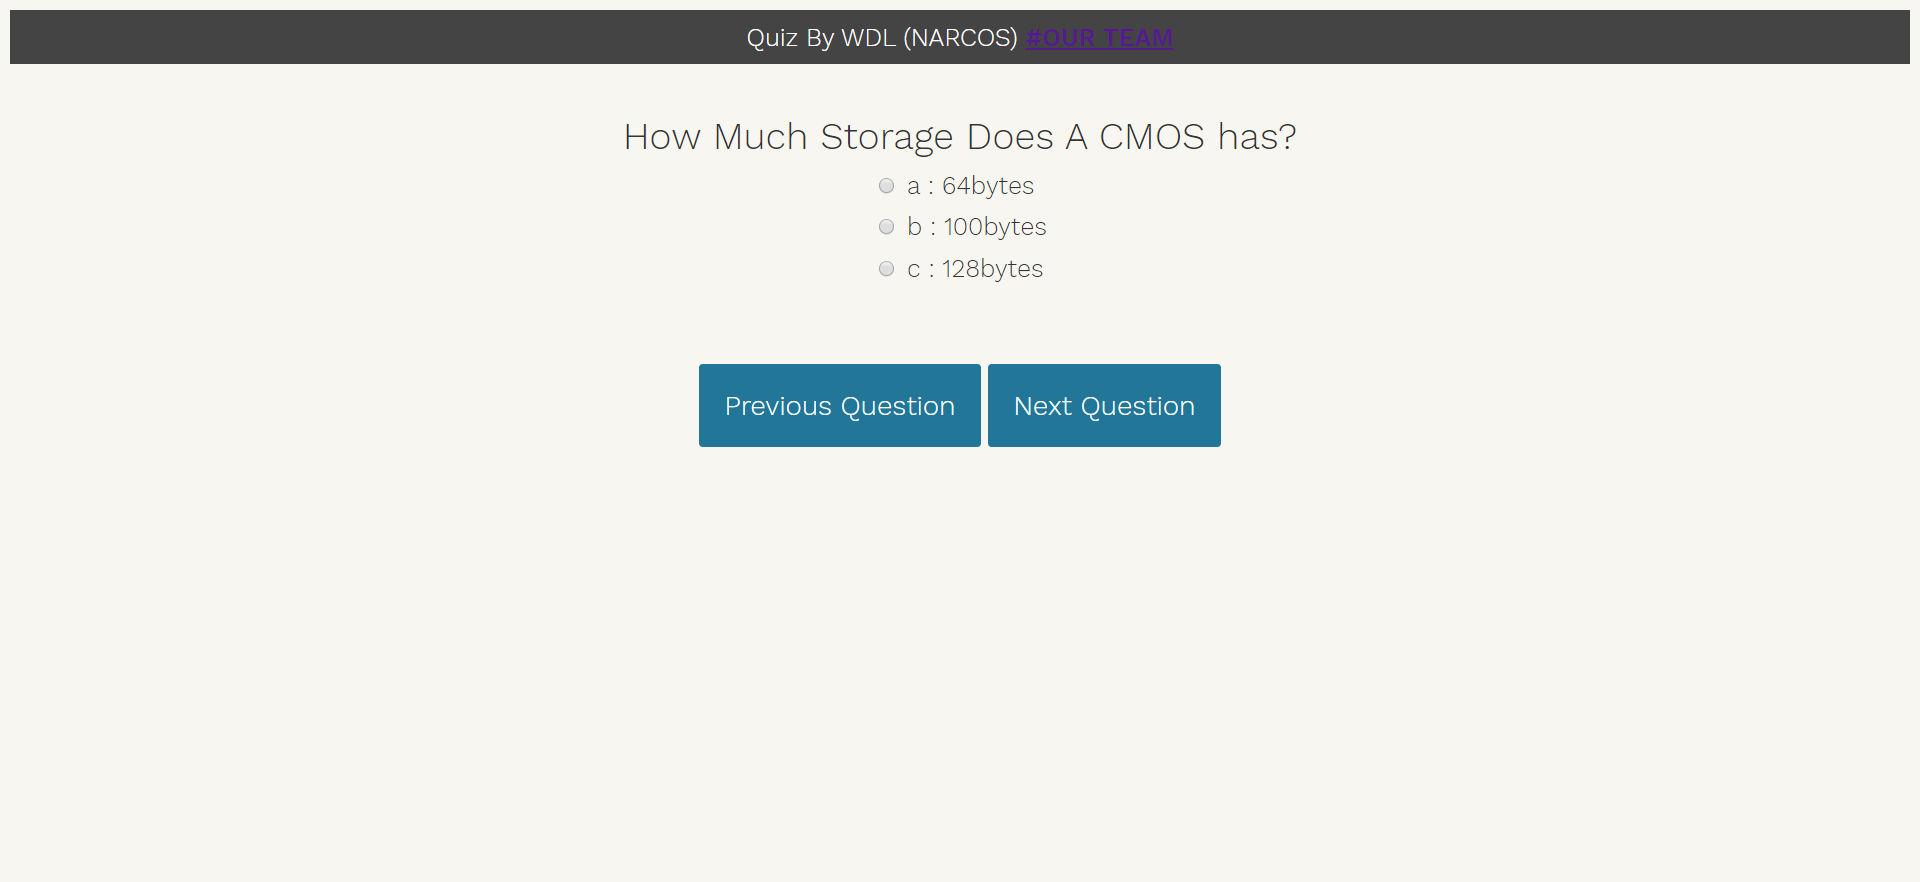 Quiz By WDL (NARCOS) #OUR TEAM
How Much Storage Does A CMOS has?
a : 64bytes
b : 100bytes
c : 128bytes
Previous Question Next Question